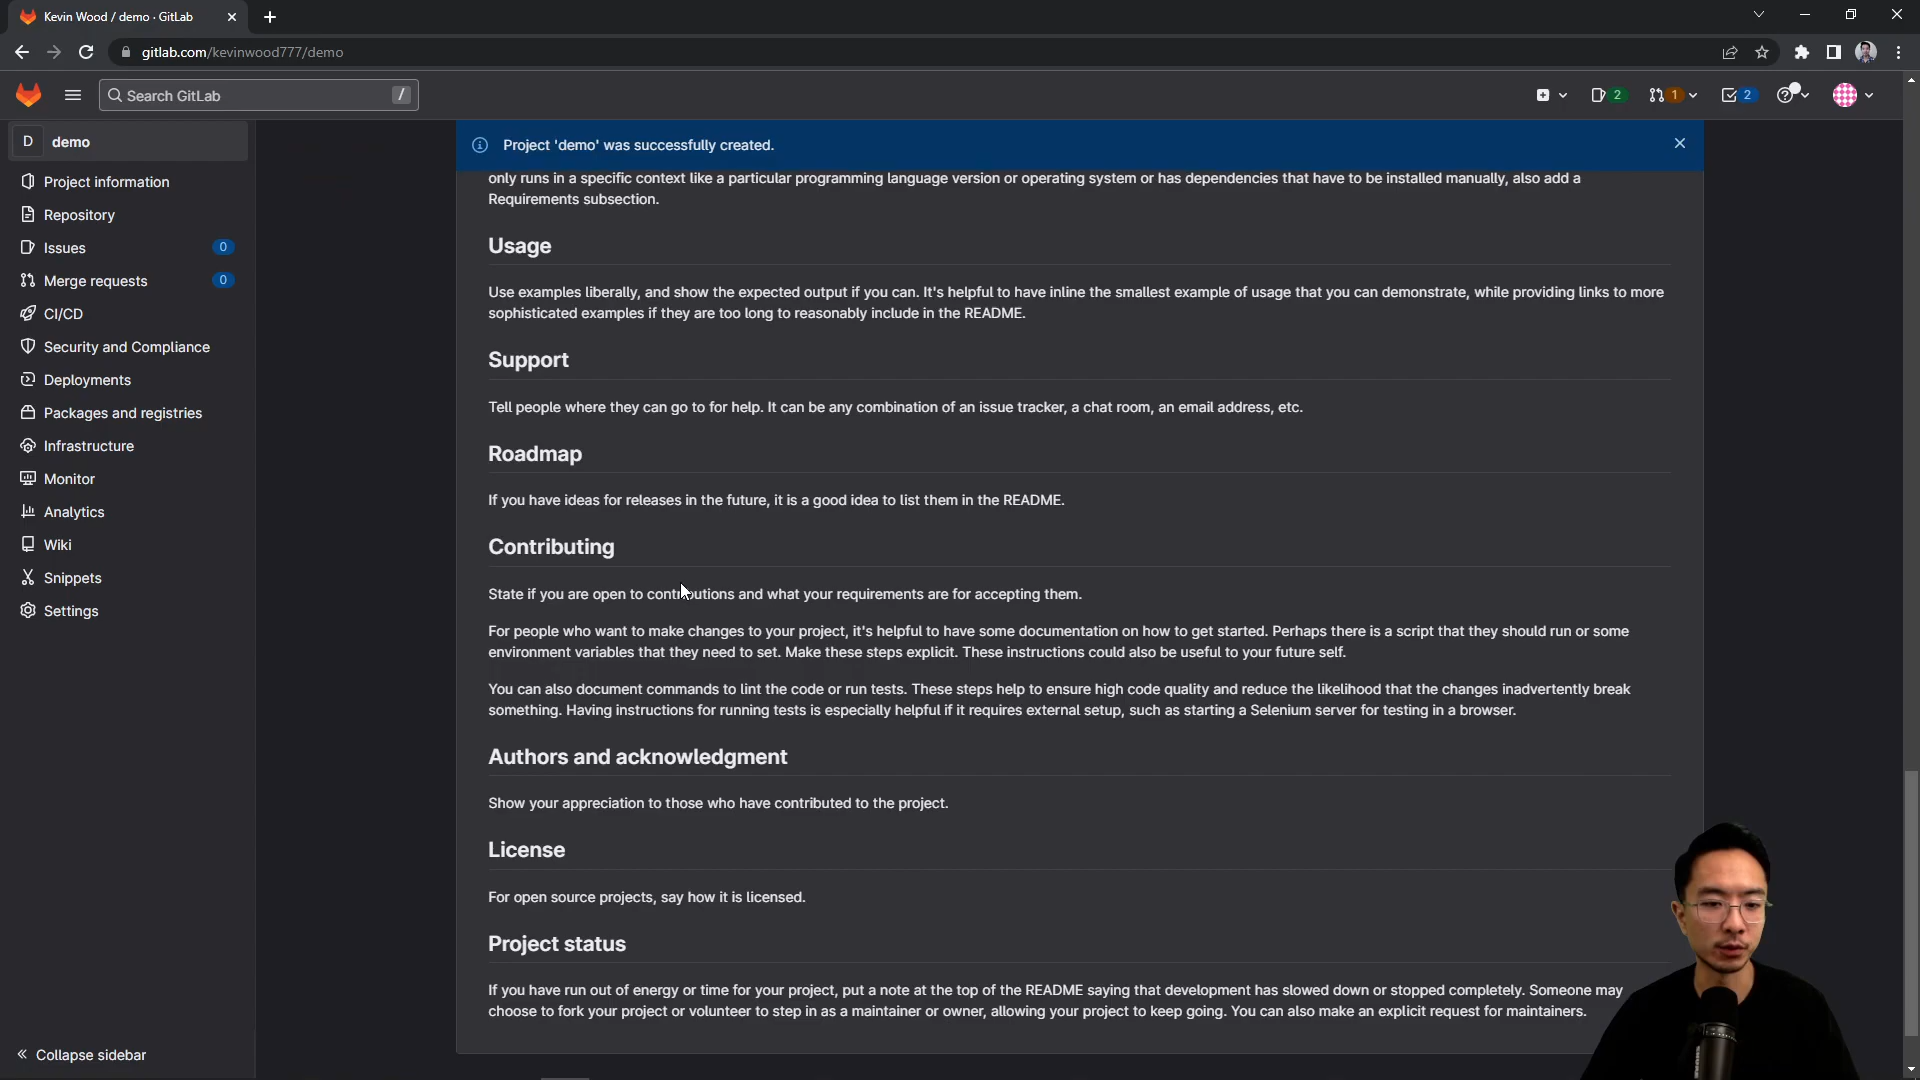 Kevin Wood / demo · GitLab
gitlab.com/kevinwood777/demo
Search GitLab /
2
1
2
D demo
Project information
Repository
Issues 0
Merge requests 0
CI/CD
Security and Compliance
Deployments
Packages and registries
Infrastructure
Monitor
Analytics
Wiki
Snippets
Settings
Collapse sidebar
Project 'demo' was successfully created.
only runs in a specific context like a particular programming language version or operating system or has dependencies that have to be installed manually, also add a
Requirements subsection.
Usage
Use examples liberally, and show the expected output if you can. It's helpful to have inline the smallest example of usage that you can demonstrate, while providing links to more
sophisticated examples if they are too long to reasonably include in the README.
Support
Tell people where they can go to for help. It can be any combination of an issue tracker, a chat room, an email address, etc.
Roadmap
If you have ideas for releases in the future, it is a good idea to list them in the README.
Contributing
State if you are open to contributions and what your requirements are for accepting them.
For people who want to make changes to your project, it's helpful to have some documentation on how to get started. Perhaps there is a script that they should run or some
environment variables that they need to set. Make these steps explicit. These instructions could also be useful to your future self.
You can also document commands to lint the code or run tests. These steps help to ensure high code quality and reduce the likelihood that the changes inadvertently break
something. Having instructions for running tests is especially helpful if it requires external setup, such as starting a Selenium server for testing in a browser.
Authors and acknowledgment
Show your appreciation to those who have contributed to the project.
License
For open source projects, say how it is licensed.
Project status
If you have run out of energy or time for your project, put a note at the top of the README saying that development has slowed down or stopped completely. Someone may
choose to fork your project or volunteer to step in as a maintainer or owner, allowing your project to keep going. You can also make an explicit request for maintainers.